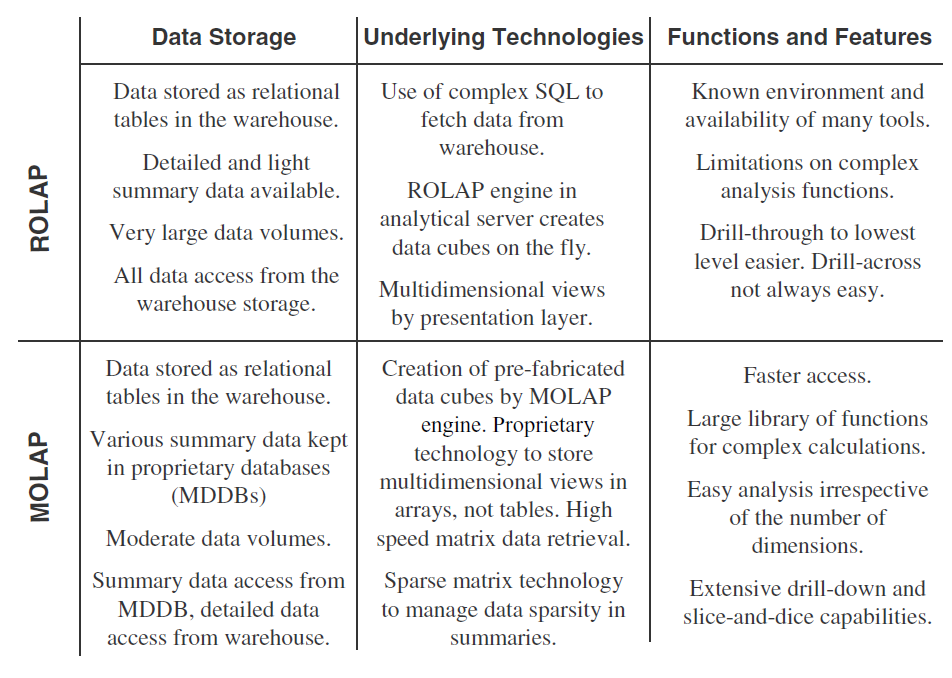 Data Storage
Underlying Technologies
Functions and Features
ROLAP
Data stored as relational
tables in the warehouse.
Detailed and light
summary data available.
Very large data volumes.
All data access from the
warehouse storage.
Use of complex SQL to
fetch data from
warehouse.
ROLAP engine in
analytical server creates
data cubes on the fly.
Multidimensional views
by presentation layer.
Known environment and
availability of many tools.
Limitations on complex
analysis functions.
Drill-through to lowest
level easier. Drill-across
not always easy.
MOLAP
Data stored as relational
tables in the warehouse.
Various summary data kept
in proprietary databases
(MDDBs)
Moderate data volumes.
Summary data access from
MDDB, detailed data
access from warehouse.
Creation of pre-fabricated
data cubes by MOLAP
engine. Proprietary
technology to store
multidimensional views in
arrays, not tables. High
speed matrix data retrieval.
Sparse matrix technology
to manage data sparsity in
summaries.
Faster access.
Large library of functions
for complex calculations.
Easy analysis irrespective
of the number of
dimensions.
Extensive drill-down and
slice-and-dice capabilities.